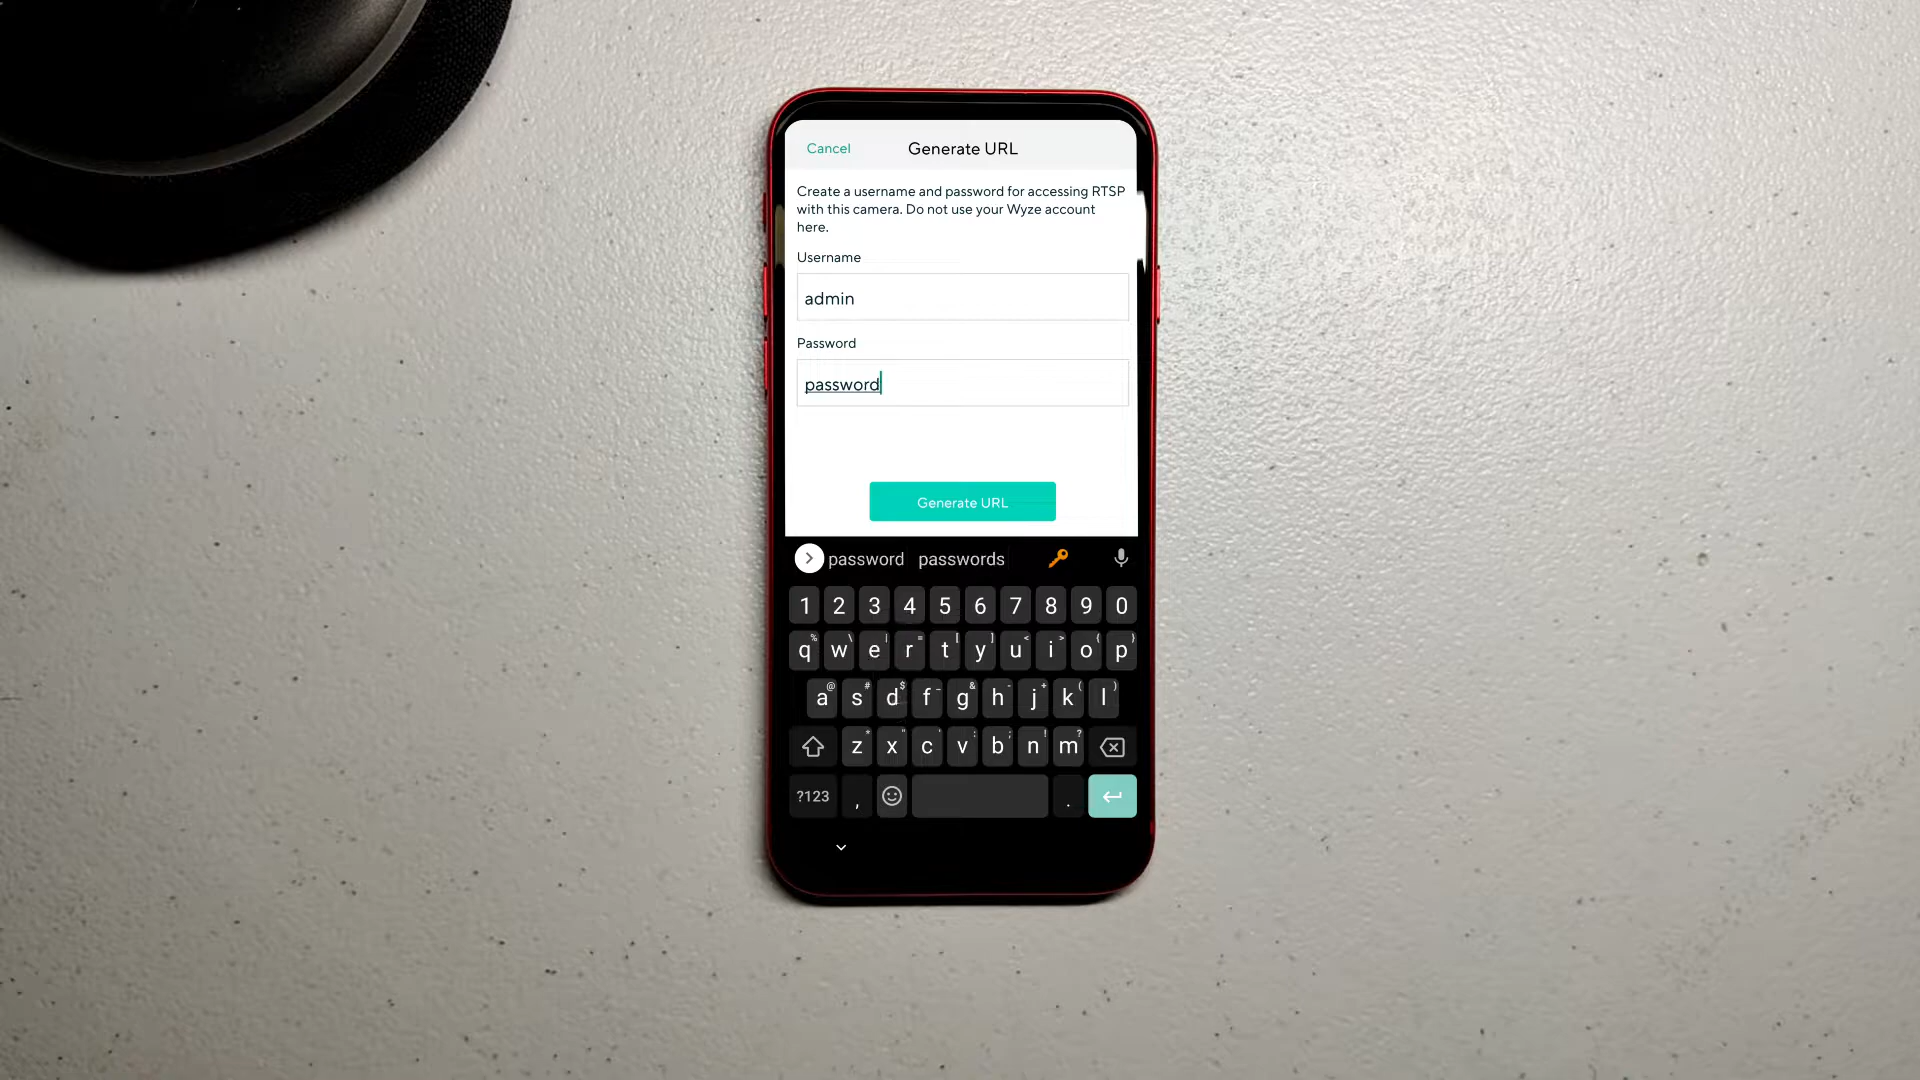 Cancel Generate URL
Create a username and password for accessing RTSP
with this camera. Do not use your Wyze account
here.
Username
admin
Password
password
Generate URL
password passwords
1 2 3 4 5 6 7 8 9 0
q% w\ e| r= t[ y] u< i> o{ p}
a@ s# d$ f_ g& h- j+ k( l)
z* x" c' v: b; n! m?
?123 , .